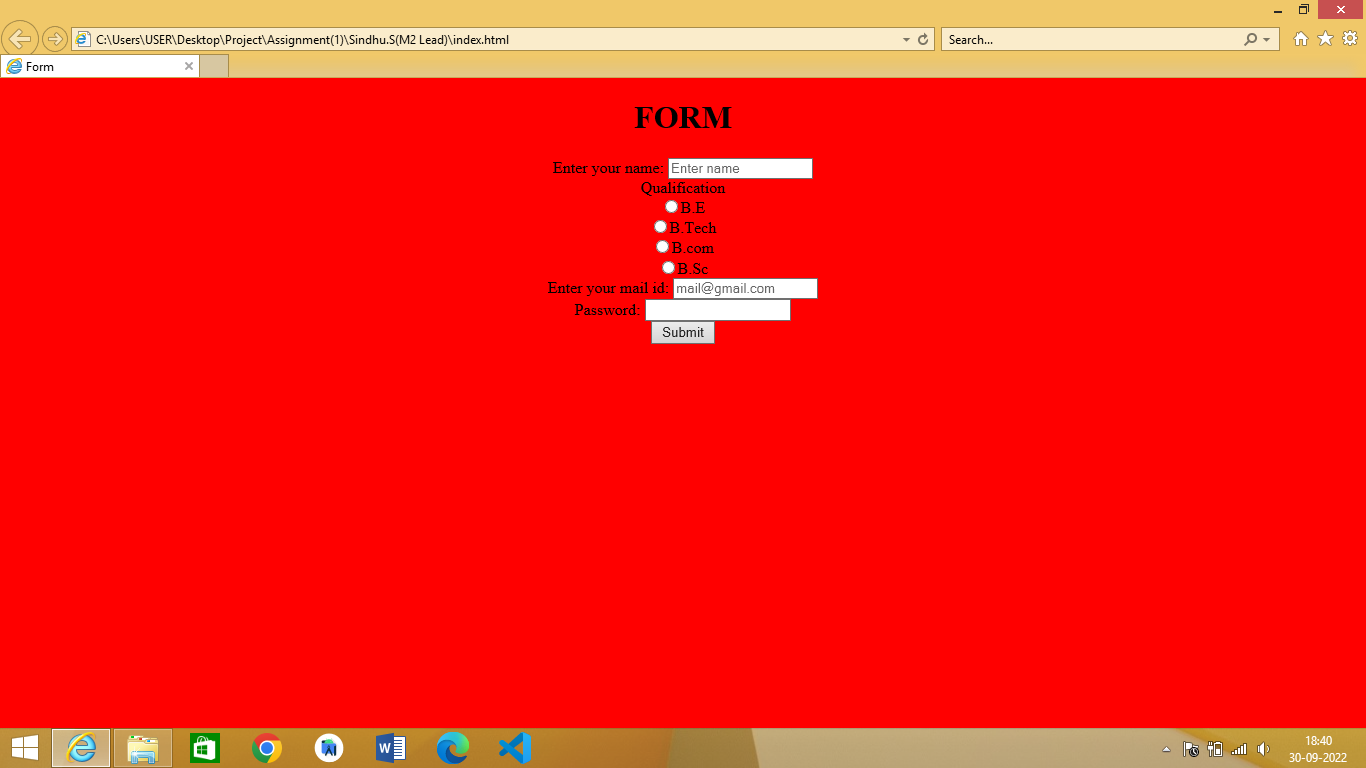 C:\Users\USER\Desktop\Project\Assignment(1)\Sindhu.S(M2 Lead)\index.html
Search...
Form
FORM
Enter your name: Enter name
Qualification
B.E
B.Tech
B.com
B.Sc
Enter your mail id: mail@gmail.com
Password:
Submit
18:40
30-09-2022